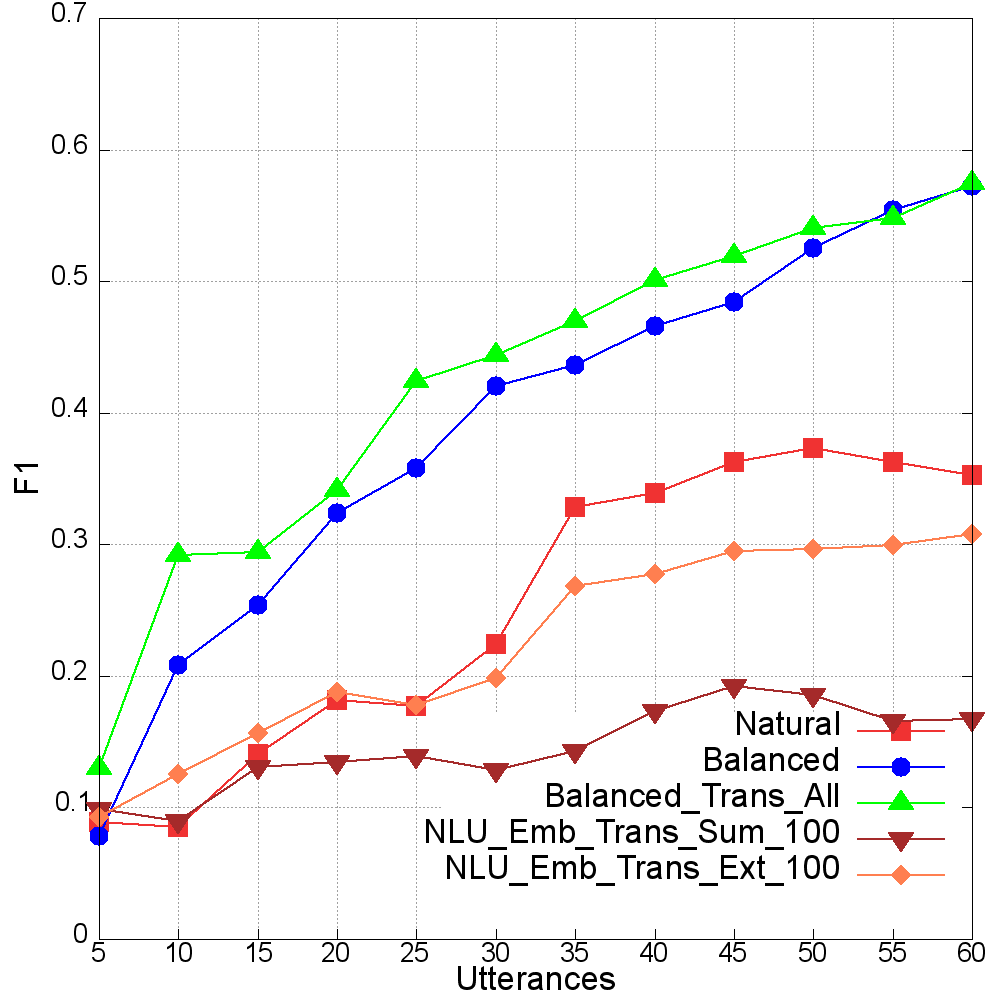 0.7
0.6
0.5
0.4
0.3
0.2
0.1
0
F1
Natural
Balanced
Balanced_Trans_All
NLU_Emb_Trans_Sum_100
NLU_Emb_Trans_Ext_100
5 10 15 20 25 30 35 40 45 50 55 60
Utterances